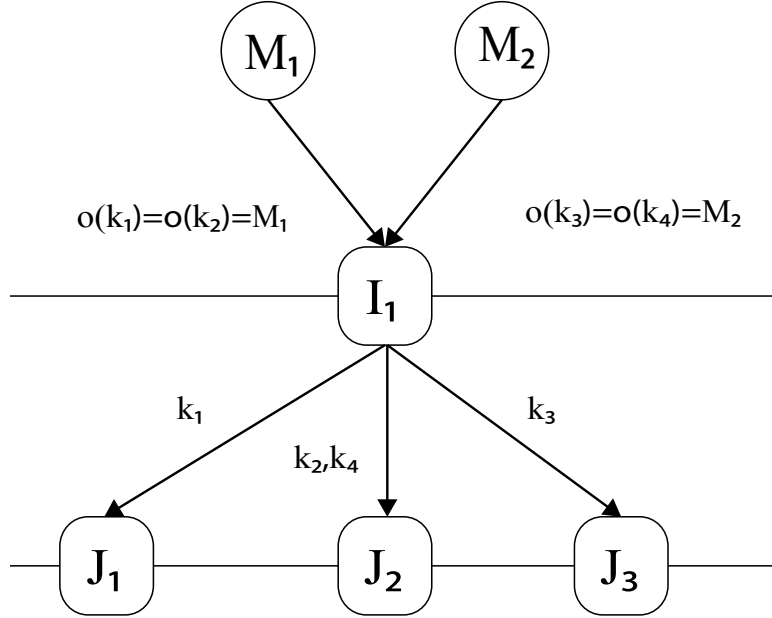 M₁
M₂
o(k₁)=o(k₂)=M₁
o(k₃)=o(k₄)=M₂
I₁
k₁
k₃
k₂,k₄
J₁
J₂
J₃